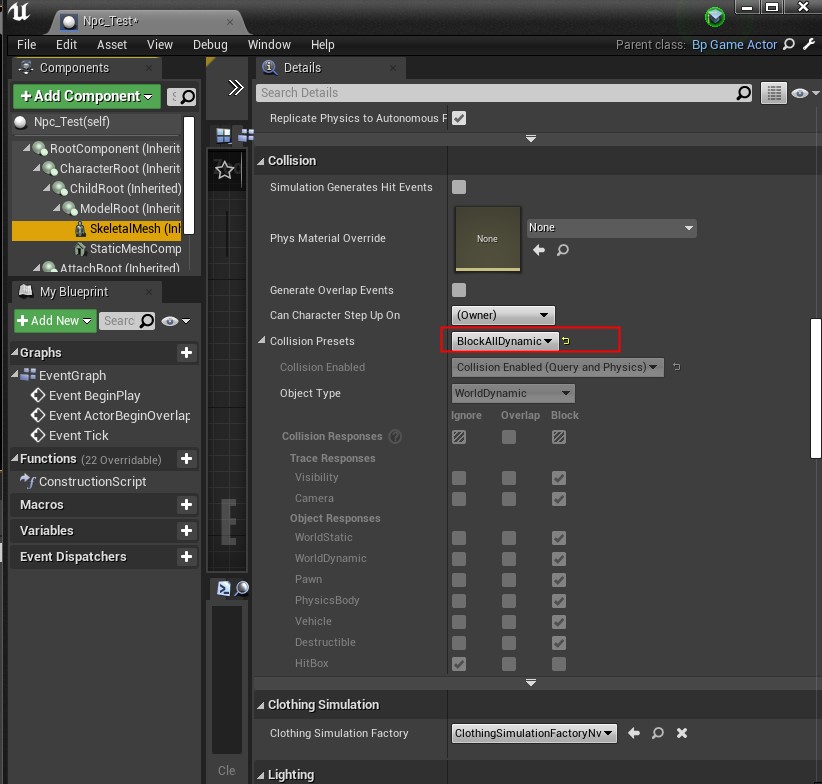 Npc_Test*
File Edit Asset View Debug Window Help
Parent class: Bp Game Actor
Components
+Add Component
Npc_Test(self)
RootComponent (Inherit
CharacterRoot (Inherit
ChildRoot (Inherited)
ModelRoot (Inherit
SkeletalMesh (Inh
StaticMeshComp
AttachRoot (Inherited)
My Blueprint
+Add New
Searc
Graphs
EventGraph
Event BeginPlay
Event ActorBeginOverlap
Event Tick
Functions (22 Overridable)
ConstructionScript
Macros
Variables
Event Dispatchers
Cle
Details
Search Details
Replicate Physics to Autonomous P
Collision
Simulation Generates Hit Events
Phys Material Override
None
None
Generate Overlap Events
Can Character Step Up On (Owner)
Collision Presets BlockAllDynamic
Collision Enabled Collision Enabled (Query and Physics)
Object Type WorldDynamic
Ignore Overlap Block
Collision Responses
Trace Responses
Visibility
Camera
Object Responses
WorldStatic
WorldDynamic
Pawn
PhysicsBody
Vehicle
Destructible
HitBox
Clothing Simulation
Clothing Simulation Factory ClothingSimulationFactoryNv
Lighting